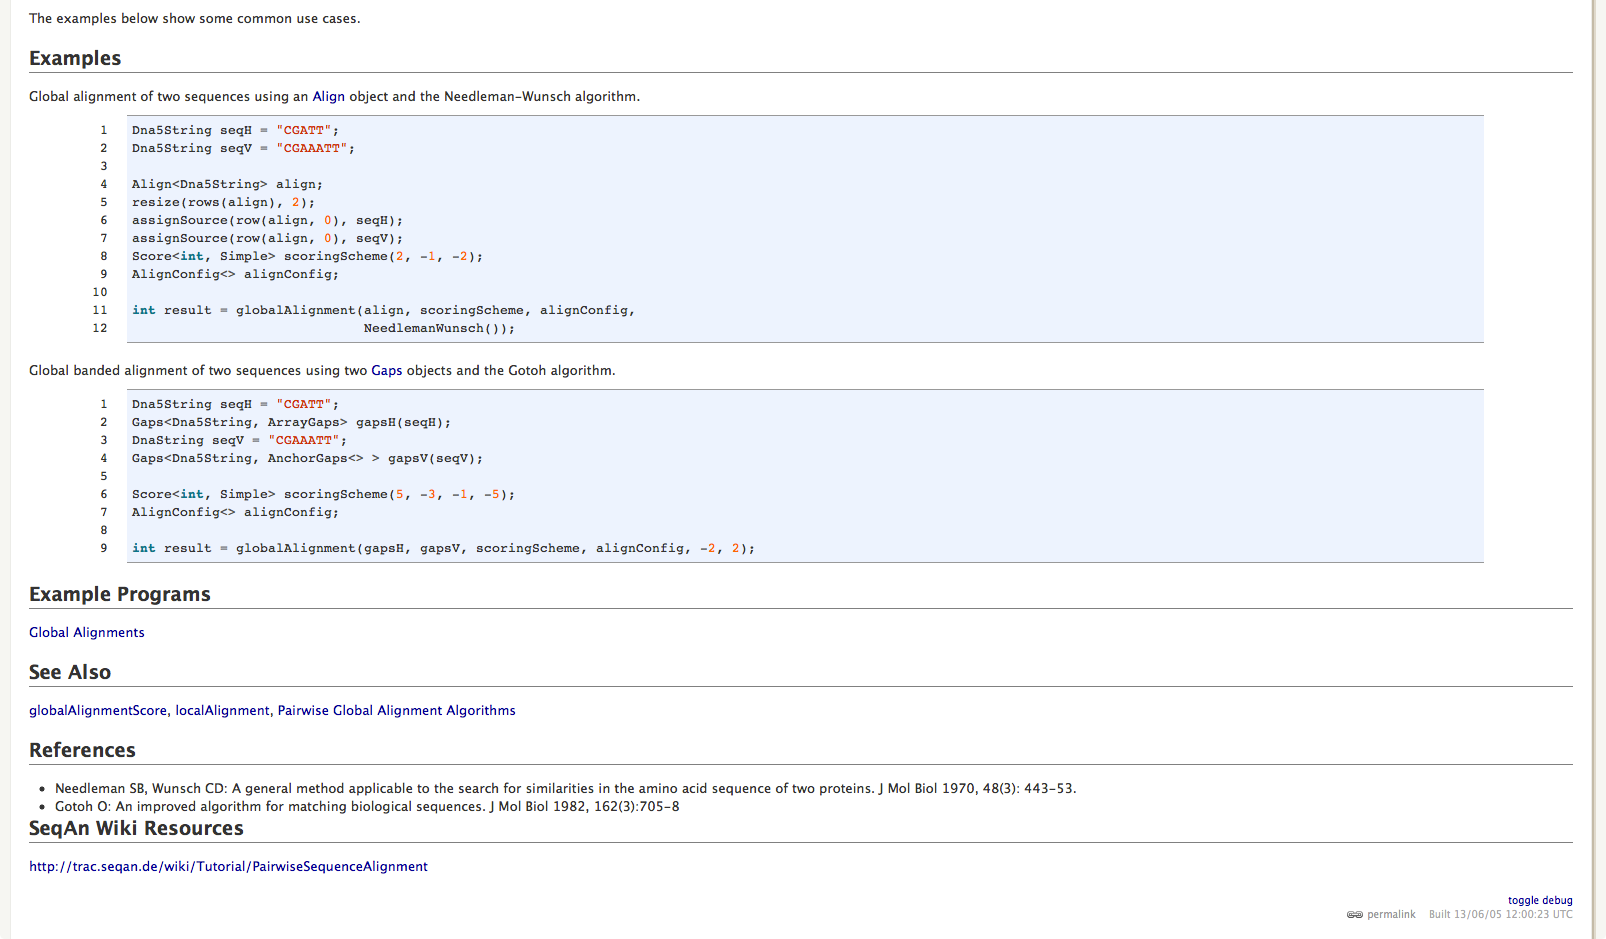 The examples below show some common use cases.
Examples
Global alignment of two sequences using an Align object and the Needleman-Wunsch algorithm.
1 Dna5String seqH = "CGATT";
2 Dna5String seqV = "CGAAATT";
3
4 Align<Dna5String> align;
5 resize(rows(align), 2);
6 assignSource(row(align, 0), seqH);
7 assignSource(row(align, 0), seqV);
8 Score<int, Simple> scoringScheme(2, -1, -2);
9 AlignConfig<> alignConfig;
10
11 int result = globalAlignment(align, scoringScheme, alignConfig,
12 NeedlemanWunsch());
Global banded alignment of two sequences using two Gaps objects and the Gotoh algorithm.
1 Dna5String seqH = "CGATT";
2 Gaps<Dna5String, ArrayGaps> gapsH(seqH);
3 DnaString seqV = "CGAAATT";
4 Gaps<Dna5String, AnchorGaps<> > gapsV(seqV);
5
6 Score<int, Simple> scoringScheme(5, -3, -1, -5);
7 AlignConfig<> alignConfig;
8
9 int result = globalAlignment(gapsH, gapsV, scoringScheme, alignConfig, -2, 2);
Example Programs
Global Alignments
See Also
globalAlignmentScore, localAlignment, Pairwise Global Alignment Algorithms
References
• Needleman SB, Wunsch CD: A general method applicable to the search for similarities in the amino acid sequence of two proteins. J Mol Biol 1970, 48(3): 443-53.
• Gotoh O: An improved algorithm for matching biological sequences. J Mol Biol 1982, 162(3):705-8
SeqAn Wiki Resources
http://trac.seqan.de/wiki/Tutorial/PairwiseSequenceAlignment
toggle debug
permalink Built 13/06/05 12:00:23 UTC